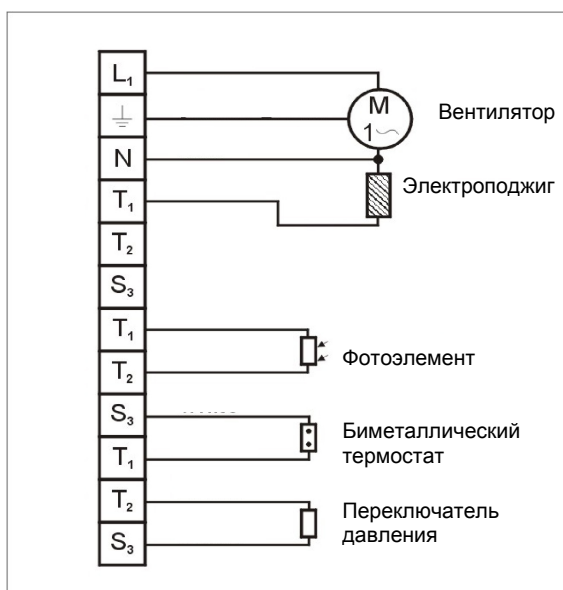 L₁
M
1~
Вентилятор
N
Электроподжиг
T₁
T₂
S₃
T₁
Фотоэлемент
T₂
S₃
Биметаллический
термостат
T₁
T₂
Переключатель
давления
S₃